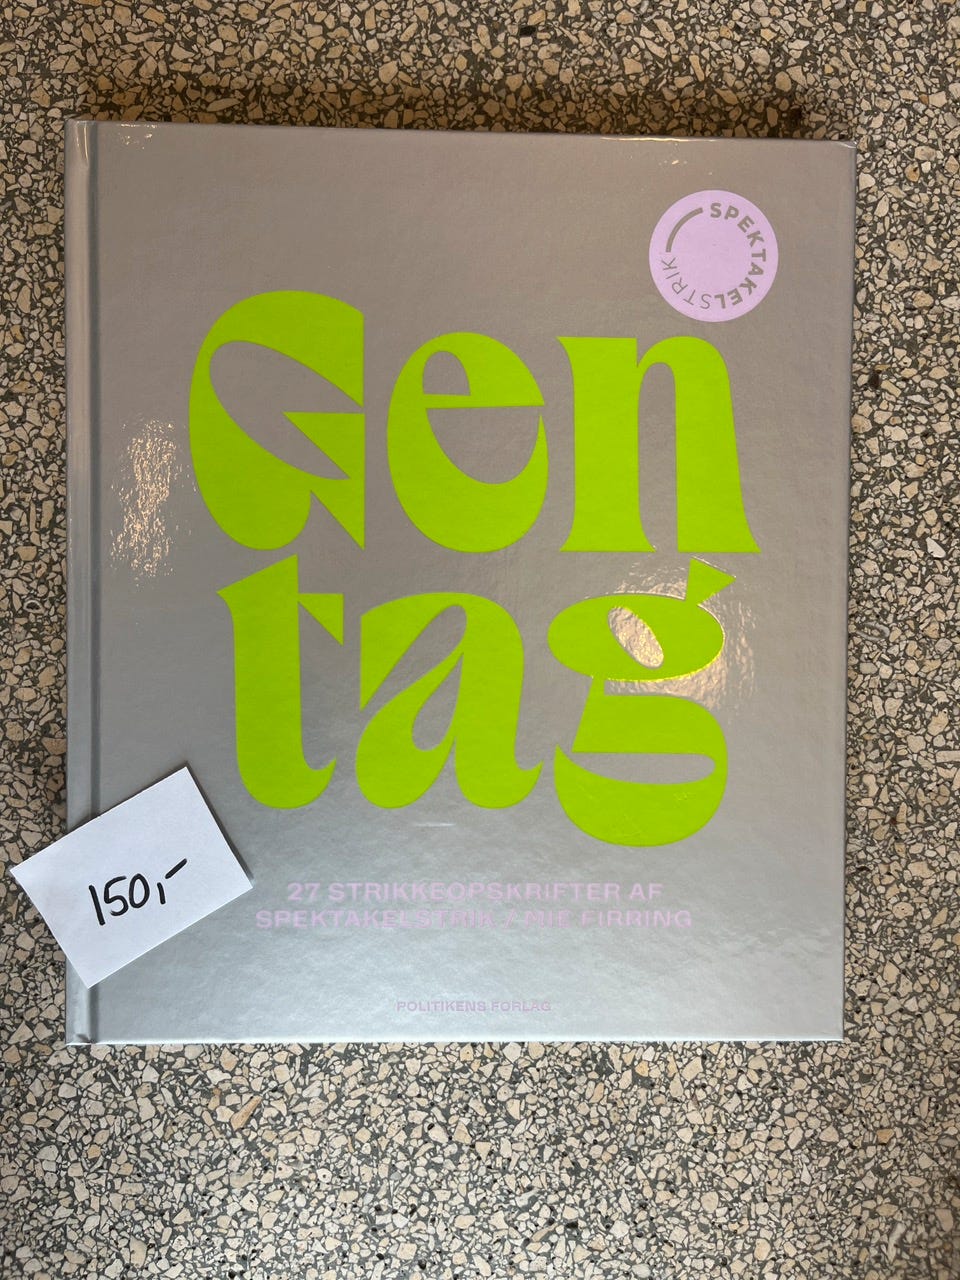 SPEKTAKELSTRIK
Gen
tag
27 STRIKKEOPSKRIFTER AF
SPEKTAKELSTRIK / MIE FIRRING
POLITIKENS FORLAG
150,-